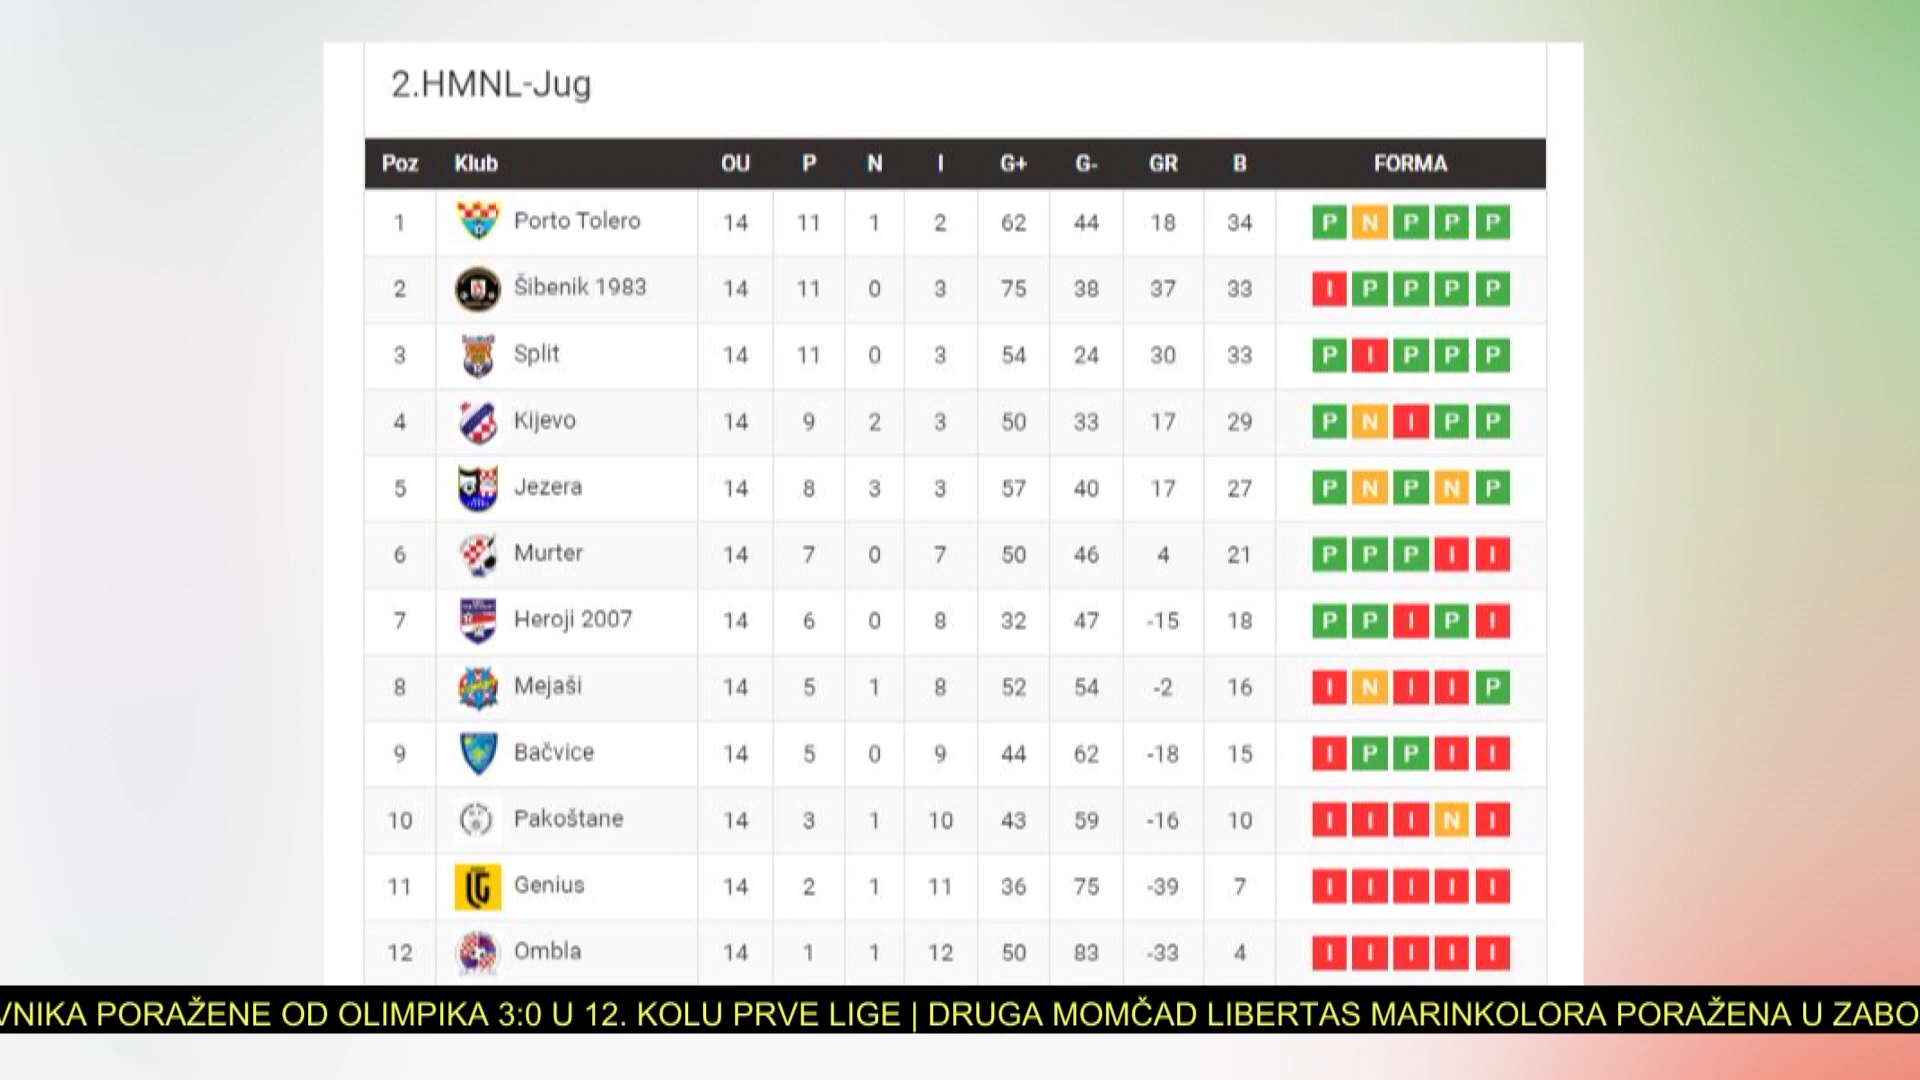 2.HMNL-Jug
Poz Klub OU P N I G+ G- GR B FORMA
1 Porto Tolero 14 11 1 2 62 44 18 34 P N P P P
2 Šibenik 1983 14 11 0 3 75 38 37 33 I P P P P
3 Split 14 11 0 3 54 24 30 33 P I P P P
4 Kijevo 14 9 2 3 50 33 17 29 P N I P P
5 Jezera 14 8 3 3 57 40 17 27 P N P N P
6 Murter 14 7 0 7 50 46 4 21 P P P I I
7 Heroji 2007 14 6 0 8 32 47 -15 18 P P I P I
8 Mejaši 14 5 1 8 52 54 -2 16 I N I I P
9 Bačvice 14 5 0 9 44 62 -18 15 I P P I I
10 Pakoštane 14 3 1 10 43 59 -16 10 I I I N I
11 Genius 14 2 1 11 36 75 -39 7 I I I I I
12 Ombla 14 1 1 12 50 83 -33 4 I I I I I
VNIKA PORAŽENE OD OLIMPIKA 3:0 U 12. KOLU PRVE LIGE | DRUGA MOMČAD LIBERTAS MARINKOLORA PORAŽENA U ZABO